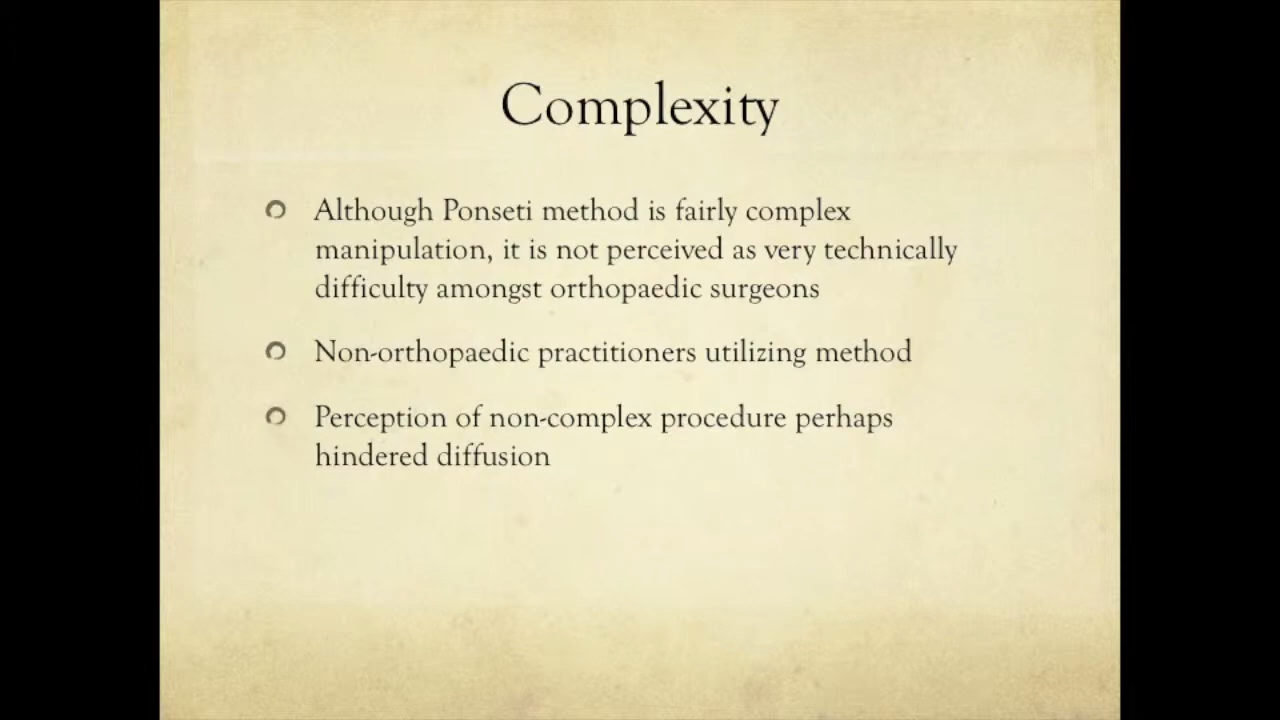 Complexity
Although Ponseti method is fairly complex
manipulation, it is not perceived as very technically
difficulty amongst orthopaedic surgeons
Non-orthopaedic practitioners utilizing method
Perception of non-complex procedure perhaps
hindered diffusion